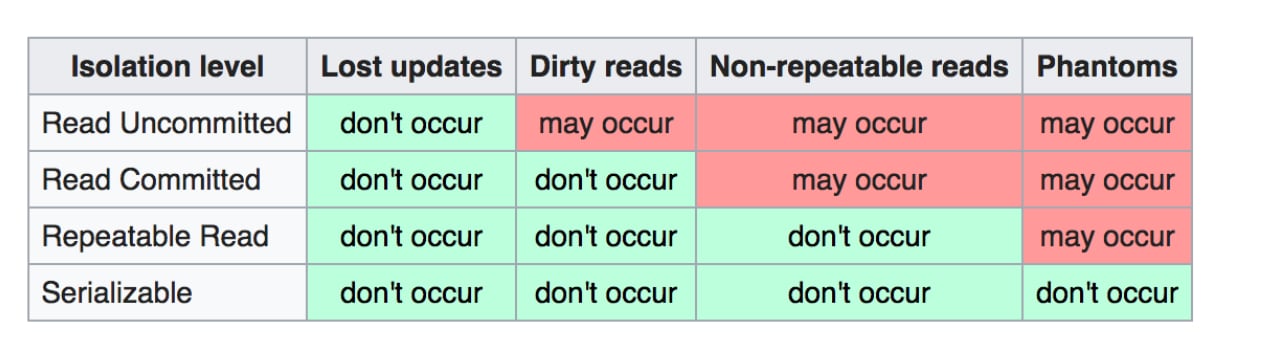 Isolation level Lost updates Dirty reads Non-repeatable reads Phantoms
Read Uncommitted don't occur may occur may occur may occur
Read Committed don't occur don't occur may occur may occur
Repeatable Read don't occur don't occur don't occur may occur
Serializable don't occur don't occur don't occur don't occur